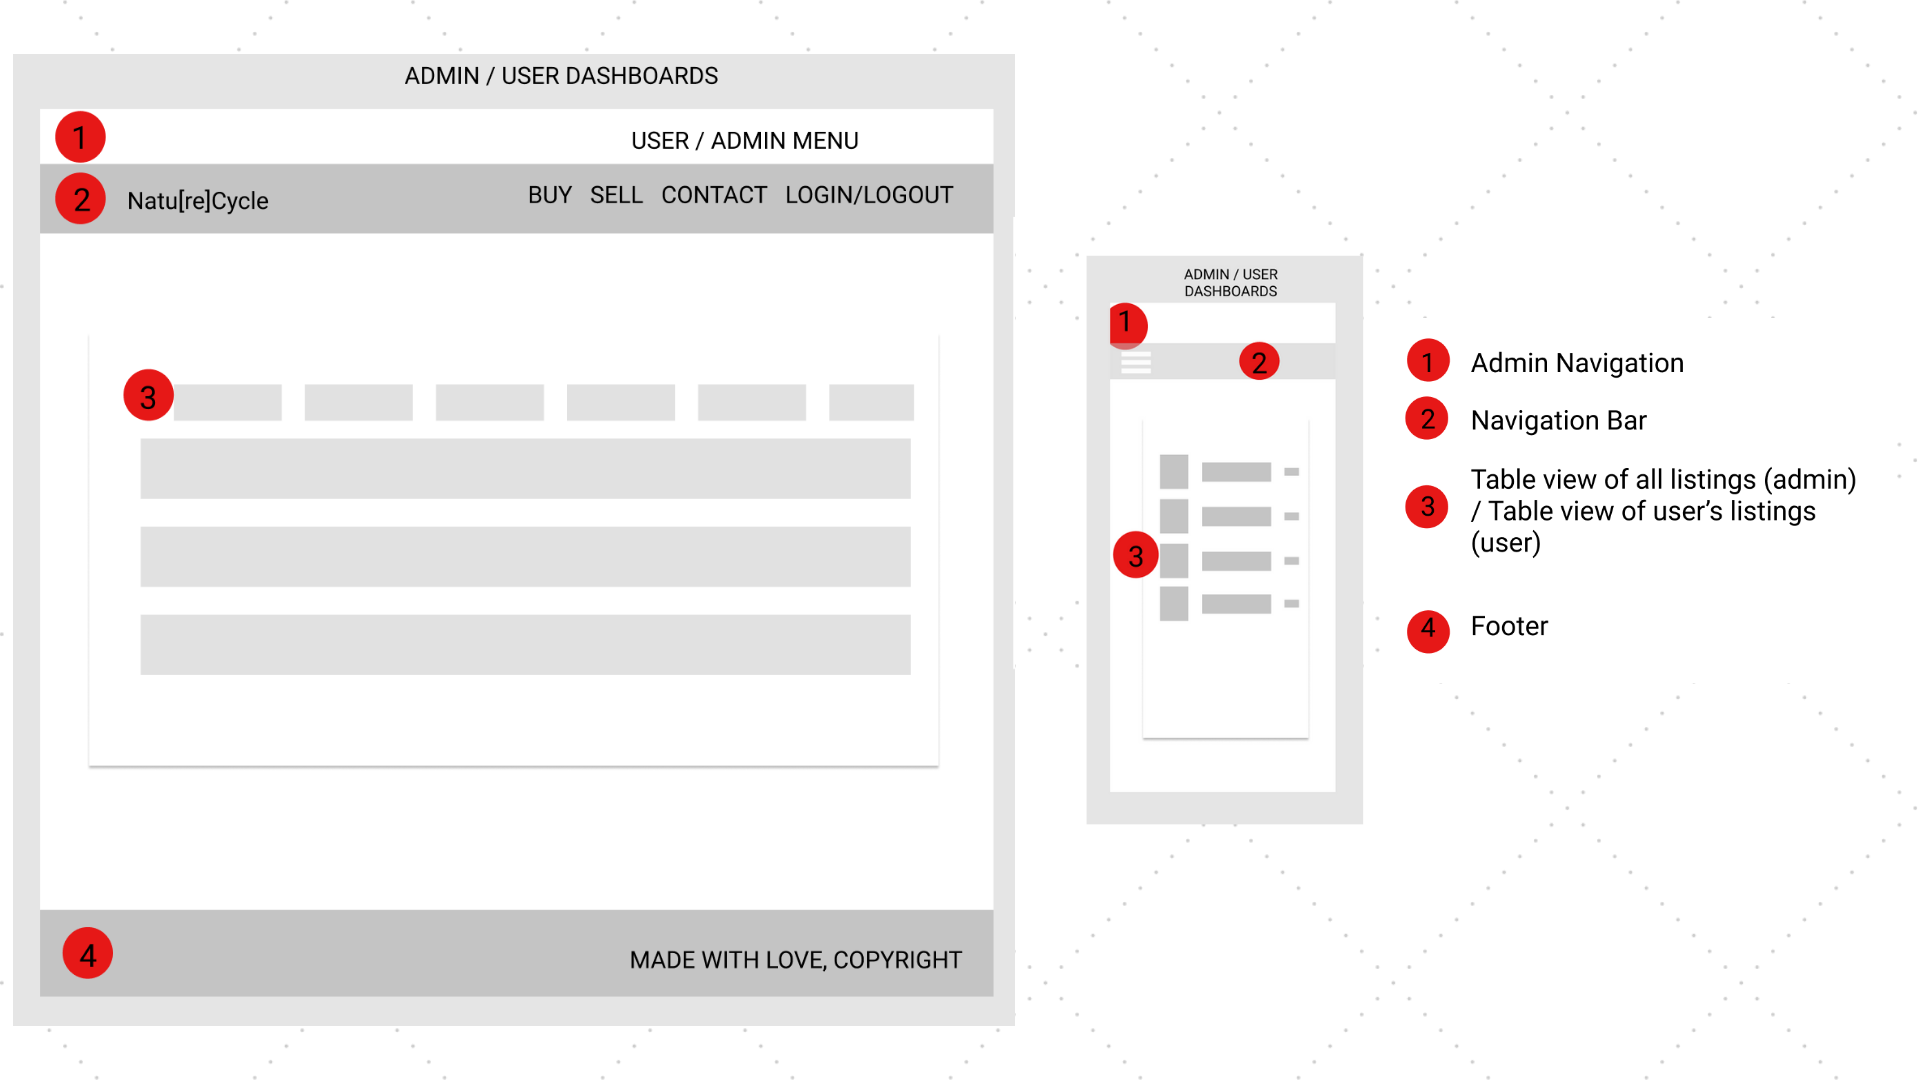 ADMIN / USER DASHBOARDS
1
USER / ADMIN MENU
2
Natu[re]Cycle
BUY SELL CONTACT LOGIN/LOGOUT
3
4
MADE WITH LOVE, COPYRIGHT
ADMIN / USER
DASHBOARDS
1
2
3
1 Admin Navigation
2 Navigation Bar
Table view of all listings (admin)
3 / Table view of user’s listings
(user)
4 Footer